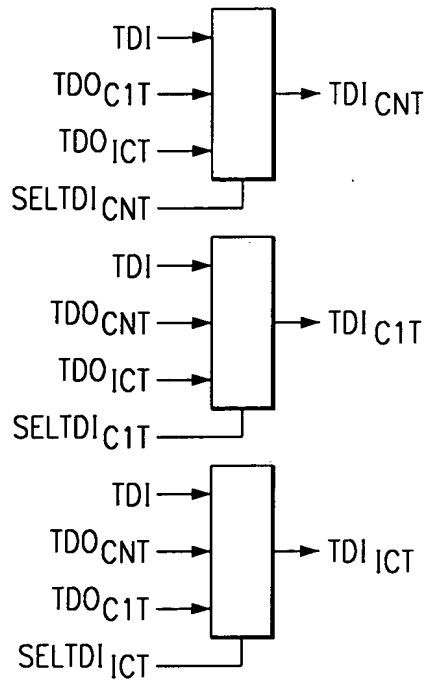 TDI
TDO C1T
TDI CNT
TDO ICT
SELTDI CNT
TDI
TDO CNT
TDI C1T
TDO ICT
SELTDI C1T
TDI
TDO CNT
TDI ICT
TDO C1T
SELTDI ICT